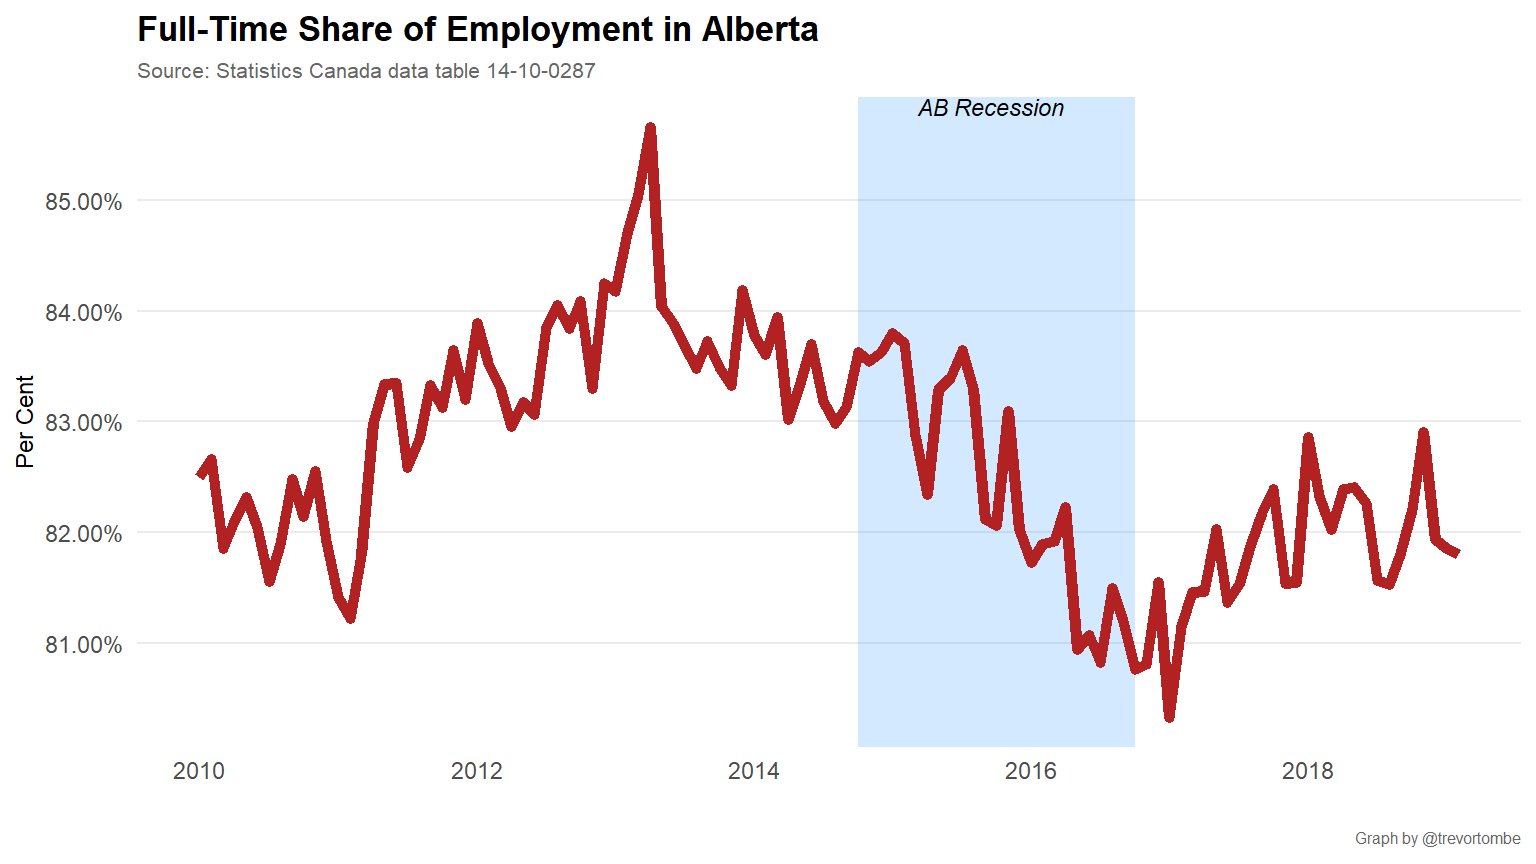 Full-Time Share of Employment in Alberta
Source: Statistics Canada data table 14-10-0287
AB Recession
85.00%
84.00%
83.00%
82.00%
81.00%
Per Cent
2010 2012 2014 2016 2018
Graph by @trevortombe